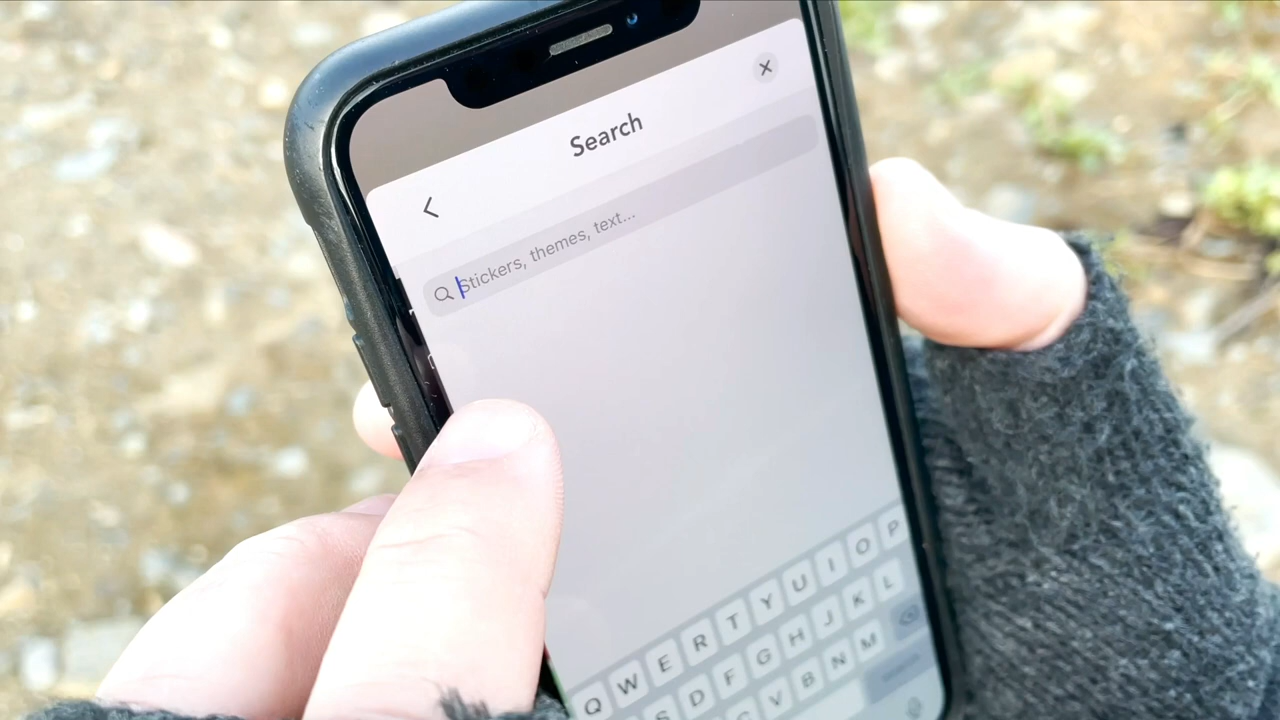 Search
Stickers, themes, text...
Q W E R T Y U I O P
S D F G H J K L
C V B N M